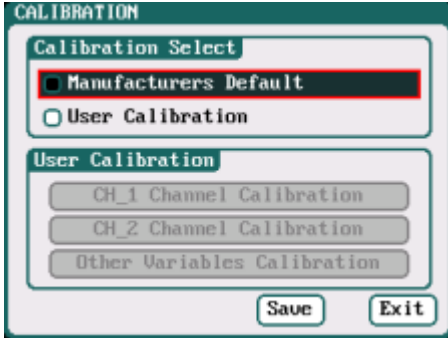 CALIBRATION
Calibration Select
Manufacturers Default
User Calibration
User Calibration
CH_1 Channel Calibration
CH_2 Channel Calibration
Other Variables Calibration
Save Exit